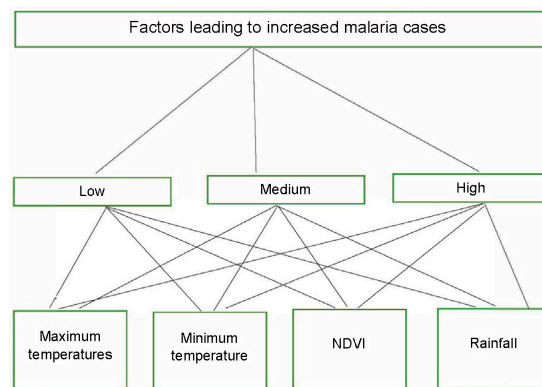 Factors leading to increased malaria cases
Low
Medium
High
Maximum
temperatures
Minimum
temperature
NDVI
Rainfall